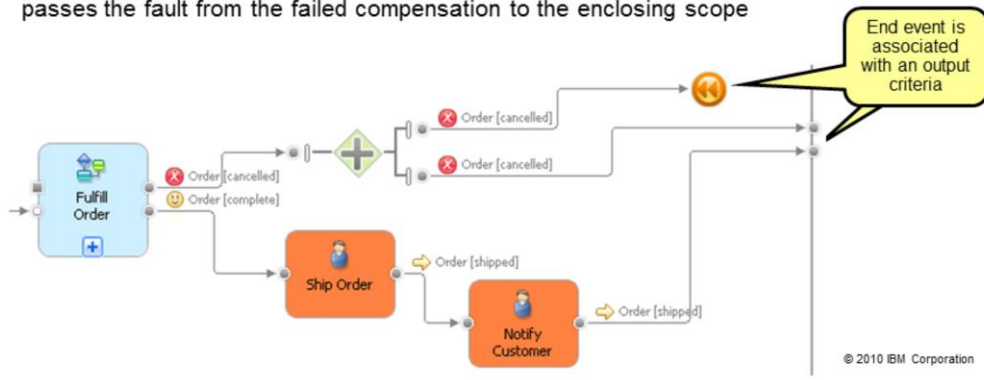 passes the fault from the failed compensation to the enclosing scope
End event is
associated
with an output
criteria
Order [cancelled]
Order [cancelled]
Order [cancelled]
Order [complete]
Fulfill
Order
Ship Order
Order [shipped]
Notify
Customer
Order [shipped]
© 2010 IBM Corporation